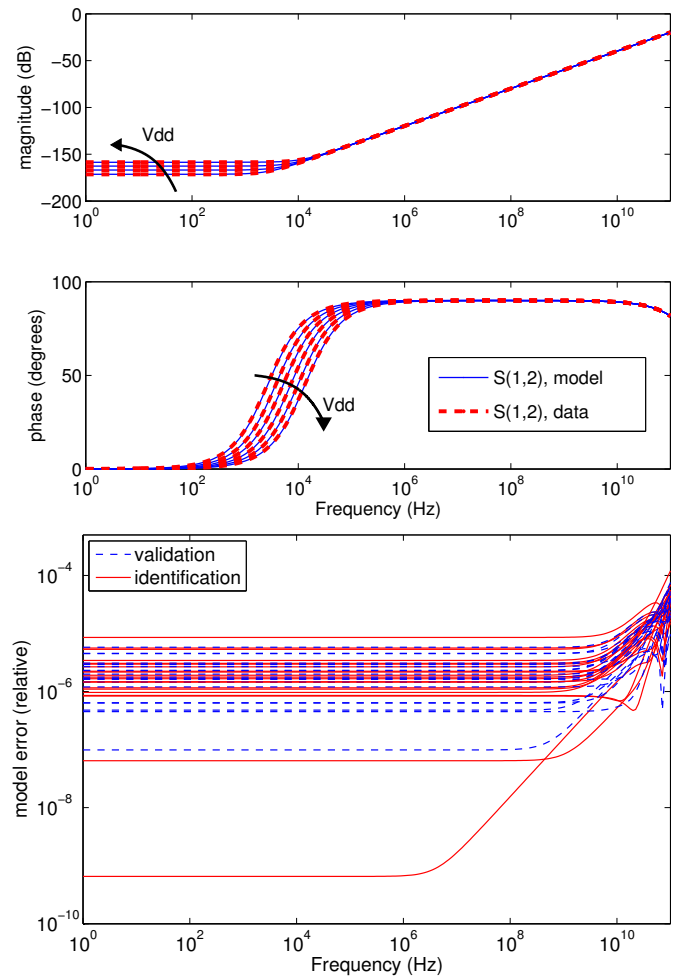 0
−50
−100
−150
−200
magnitude (dB)
Vdd
10^0 10^2 10^4 10^6 10^8 10^10
100
50
0
phase (degrees)
Vdd
S(1,2), model
S(1,2), data
10^0 10^2 10^4 10^6 10^8 10^10
Frequency (Hz)
validation
identification
10^−4
10^−6
10^−8
10^−10
model error (relative)
10^0 10^2 10^4 10^6 10^8 10^10
Frequency (Hz)